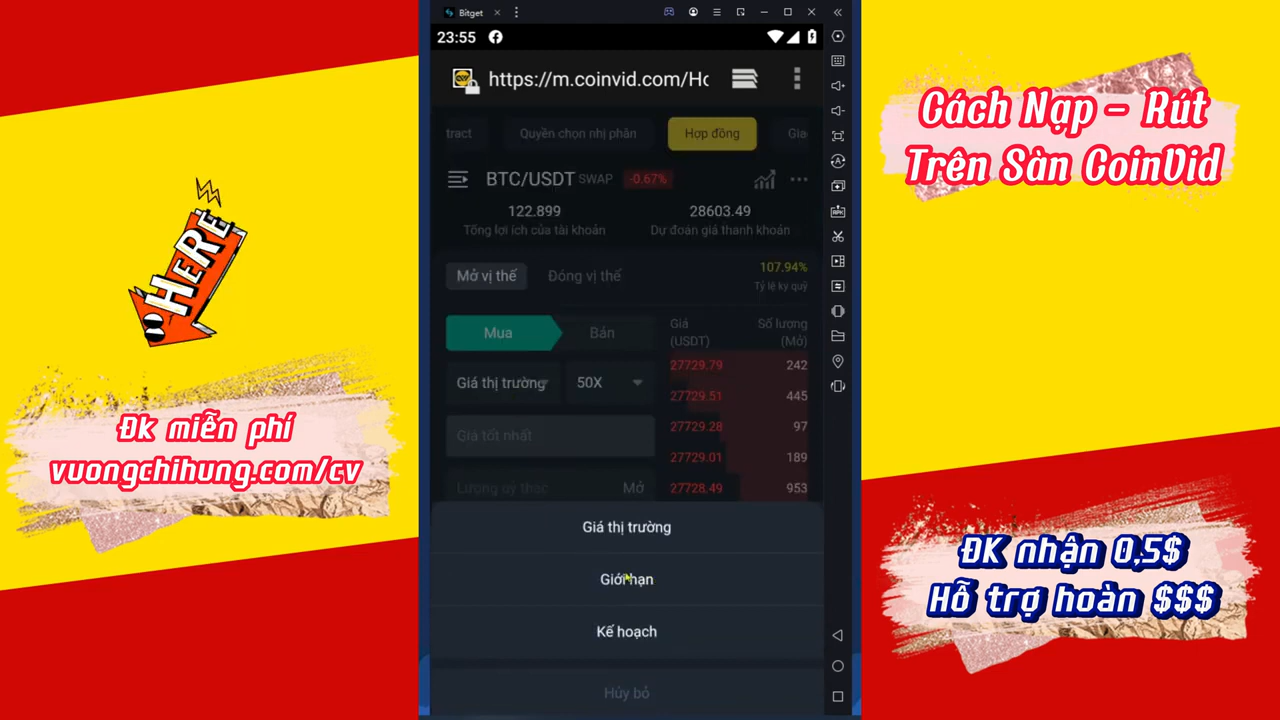 Bitget
23:55
https://m.coinvid.com/Ho
tract
Quyền chọn nhị phân
Hợp đồng
Gia
BTC/USDT SWAP -0.67%
122.899
28603.49
Tổng lợi ích của tài khoản
Dự đoán giá thanh khoản
Mở vị thế
Đóng vị thế
107.94%
Tỷ lệ ký quỹ
Mua
Bán
Giá
(USDT)
Số lượng
(Mở)
Giá thị trường
50X
27729.79 242
27729.51 445
27729.28 97
27729.01 189
27728.49 953
Giá tốt nhất
Lượng uỷ thác
Mở
Giá thị trường
Giới hạn
Kế hoạch
Hủy bỏ
HERE
Đk miễn phí
vuongchihung.com/cv
Cách Nạp - Rút
Trên Sàn CoinVid
ĐK nhận 0,5$
Hỗ trợ hoàn $$$